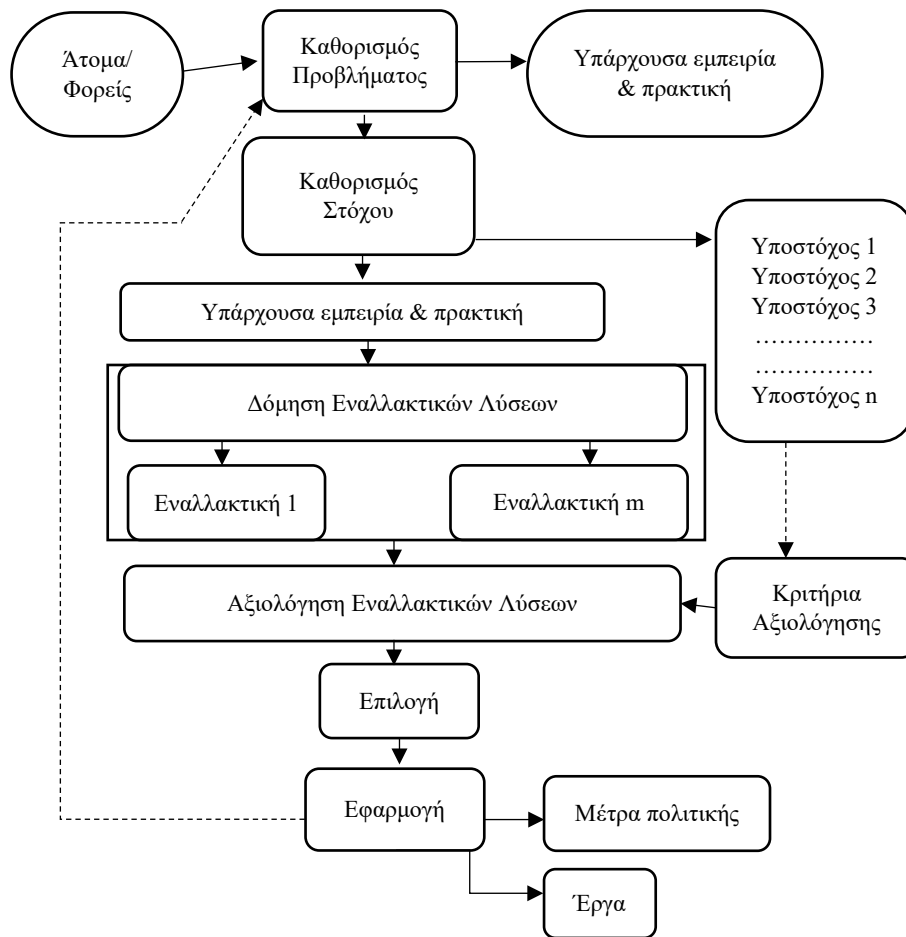 Άτομα/
Φορείς
Καθορισμός
Προβλήματος
Υπάρχουσα εμπειρία
& πρακτική
Καθορισμός
Στόχου
Υποστόχος 1
Υποστόχος 2
Υποστόχος 3
……………
……………
Υποστόχος n
Υπάρχουσα εμπειρία & πρακτική
Δόμηση Εναλλακτικών Λύσεων
Εναλλακτική 1
Εναλλακτική m
Αξιολόγηση Εναλλακτικών Λύσεων
Κριτήρια
Αξιολόγησης
Επιλογή
Εφαρμογή
Μέτρα πολιτικής
Έργα